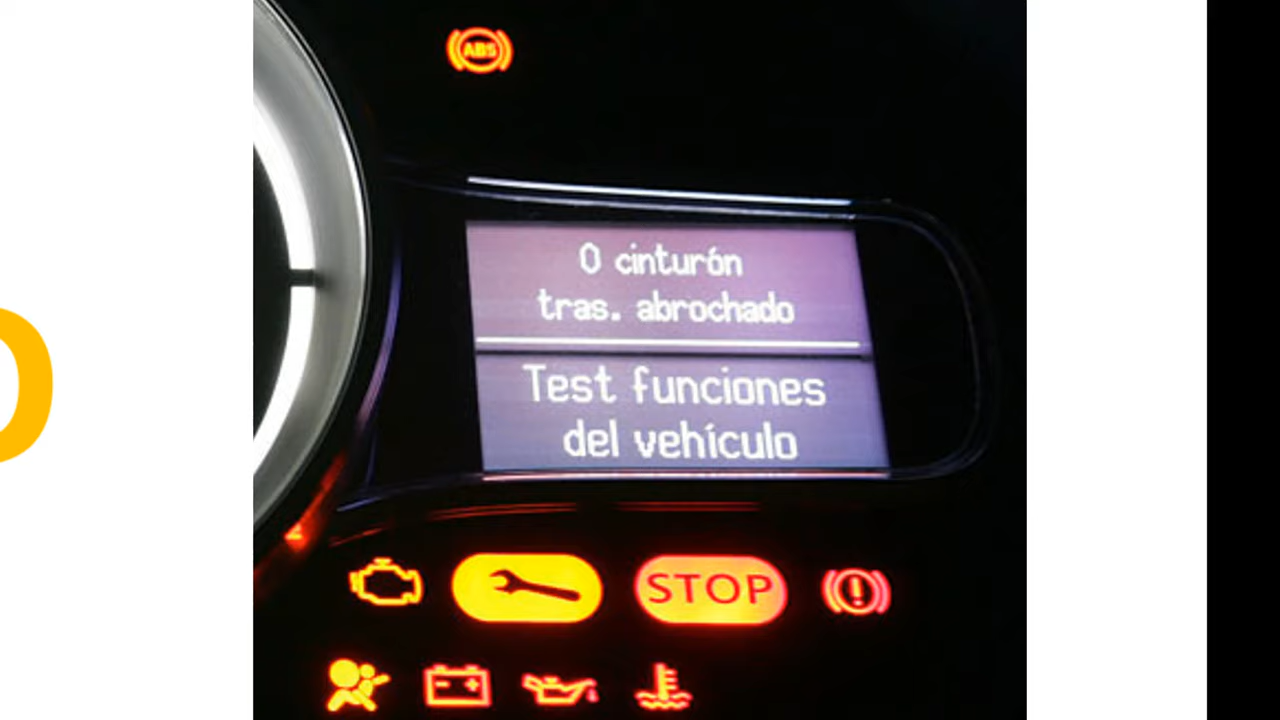 ABS
0 cinturón
tras. abrochado
Test funciones
del vehículo
STOP